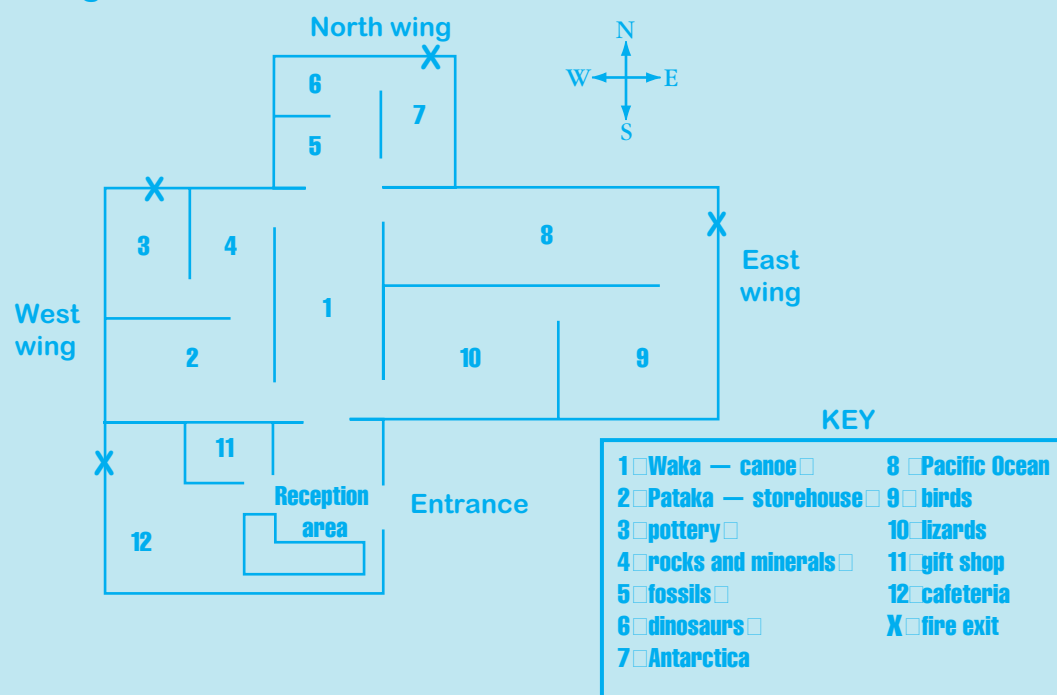 North wing
N
W E
S
6
7
5
3
4
8
East
wing
West
wing
1
2
10
9
11
Reception
area
Entrance
12
KEY
1 □Waka — canoe□
2□Pataka — storehouse□
3□pottery□
4□rocks and minerals□
5□fossils□
6□dinosaurs□
7□Antarctica
8 □Pacific Ocean
9□birds
10□lizards
11□gift shop
12□cafeteria
X□fire exit